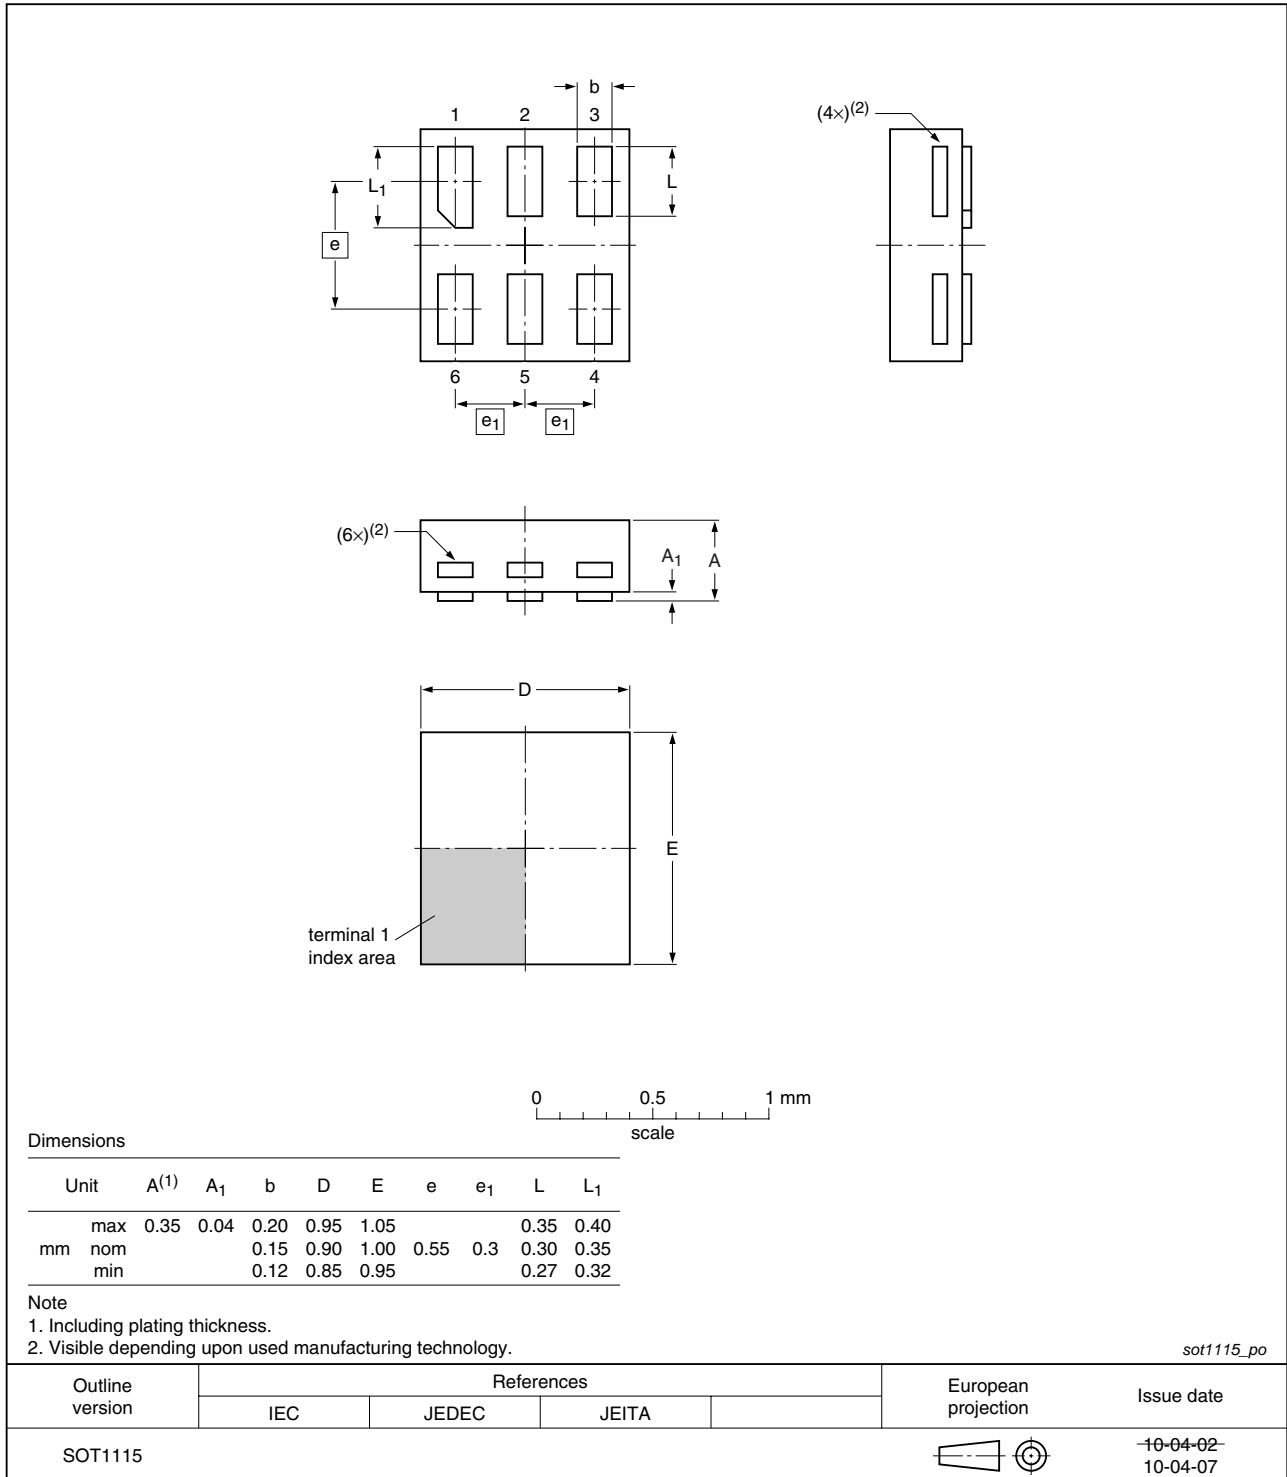 b
1 2 3
(4×)(2)
L1
L
e
6 5 4
e1 e1
(6×)(2)
A1 A
D
E
terminal 1
index area
0 0.5 1 mm
scale
Dimensions
Unit A(1) A1 b D E e e1 L L1
max 0.35 0.04 0.20 0.95 1.05 0.35 0.40
mm nom 0.15 0.90 1.00 0.55 0.3 0.30 0.35
min 0.12 0.85 0.95 0.27 0.32
Note
1. Including plating thickness.
2. Visible depending upon used manufacturing technology.
sot1115_po
Outline version References European projection Issue date
IEC JEDEC JEITA
SOT1115
10-04-02
10-04-07